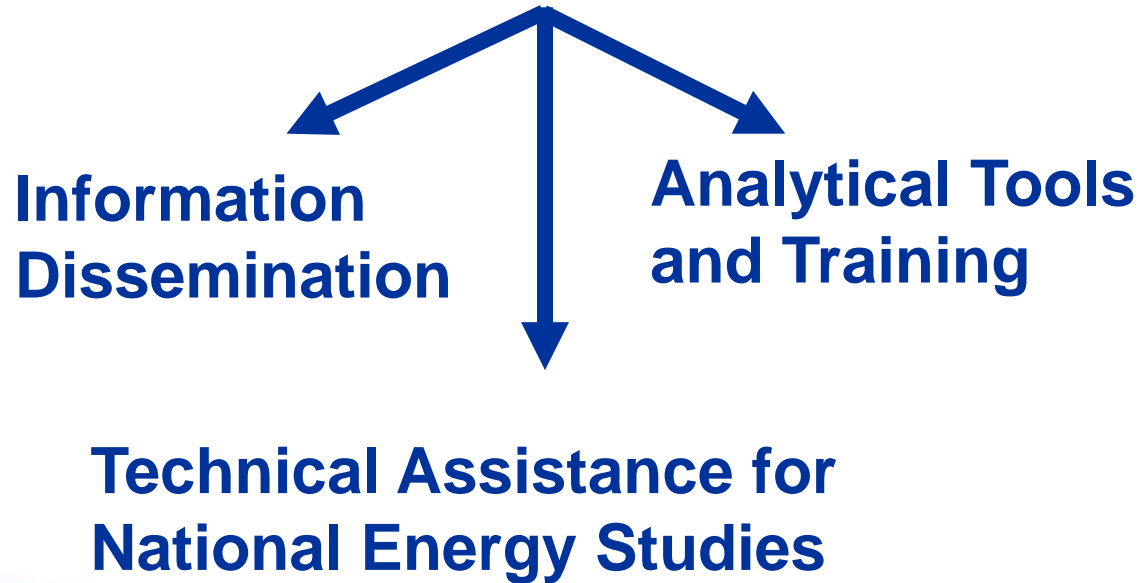 Information
Dissemination
Analytical Tools
and Training
Technical Assistance for
National Energy Studies